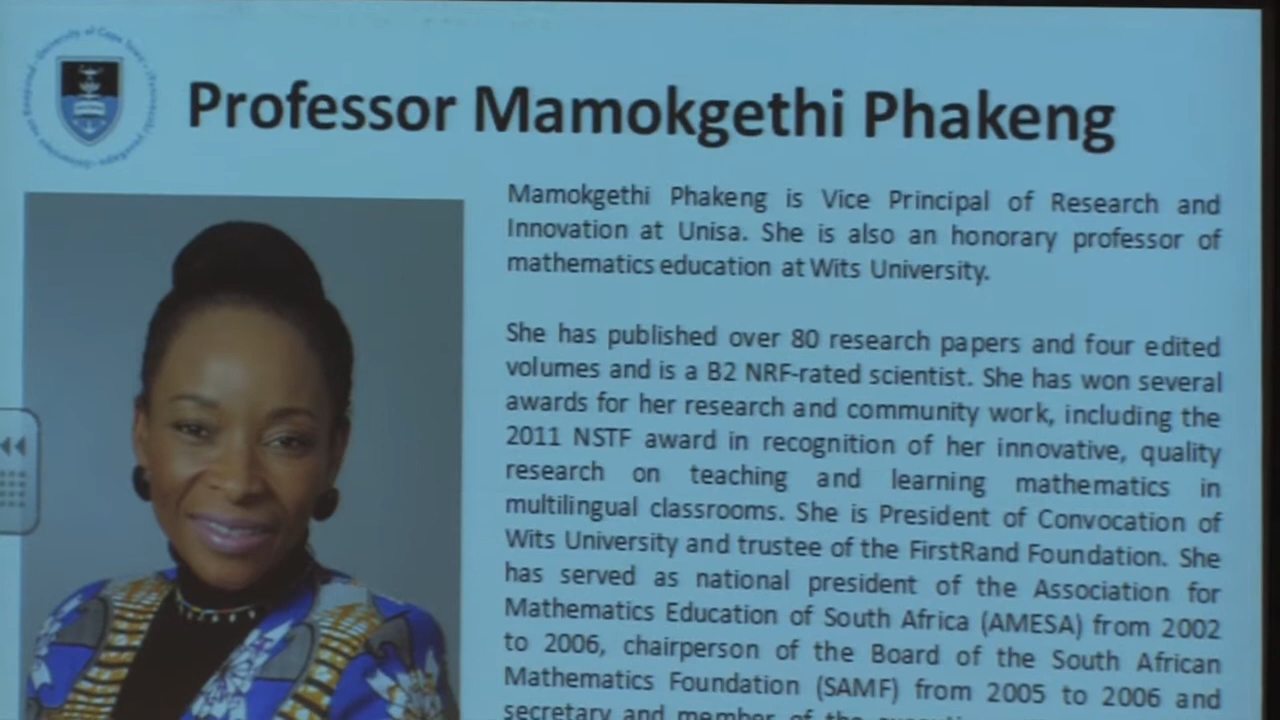 Professor Mamokgethi Phakeng
Mamokgethi Phakeng is Vice Principal of Research and
Innovation at Unisa. She is also an honorary professor of
mathematics education at Wits University.
She has published over 80 research papers and four edited
volumes and is a B2 NRF-rated scientist. She has won several
awards for her research and community work, including the
2011 NSTF award in recognition of her innovative, quality
research on teaching and learning mathematics in
multilingual classrooms. She is President of Convocation of
Wits University and trustee of the FirstRand Foundation. She
has served as national president of the Association for
Mathematics Education of South Africa (AMESA) from 2002
to 2006, chairperson of the Board of the South African
Mathematics Foundation (SAMF) from 2005 to 2006 and
secretary and member of the